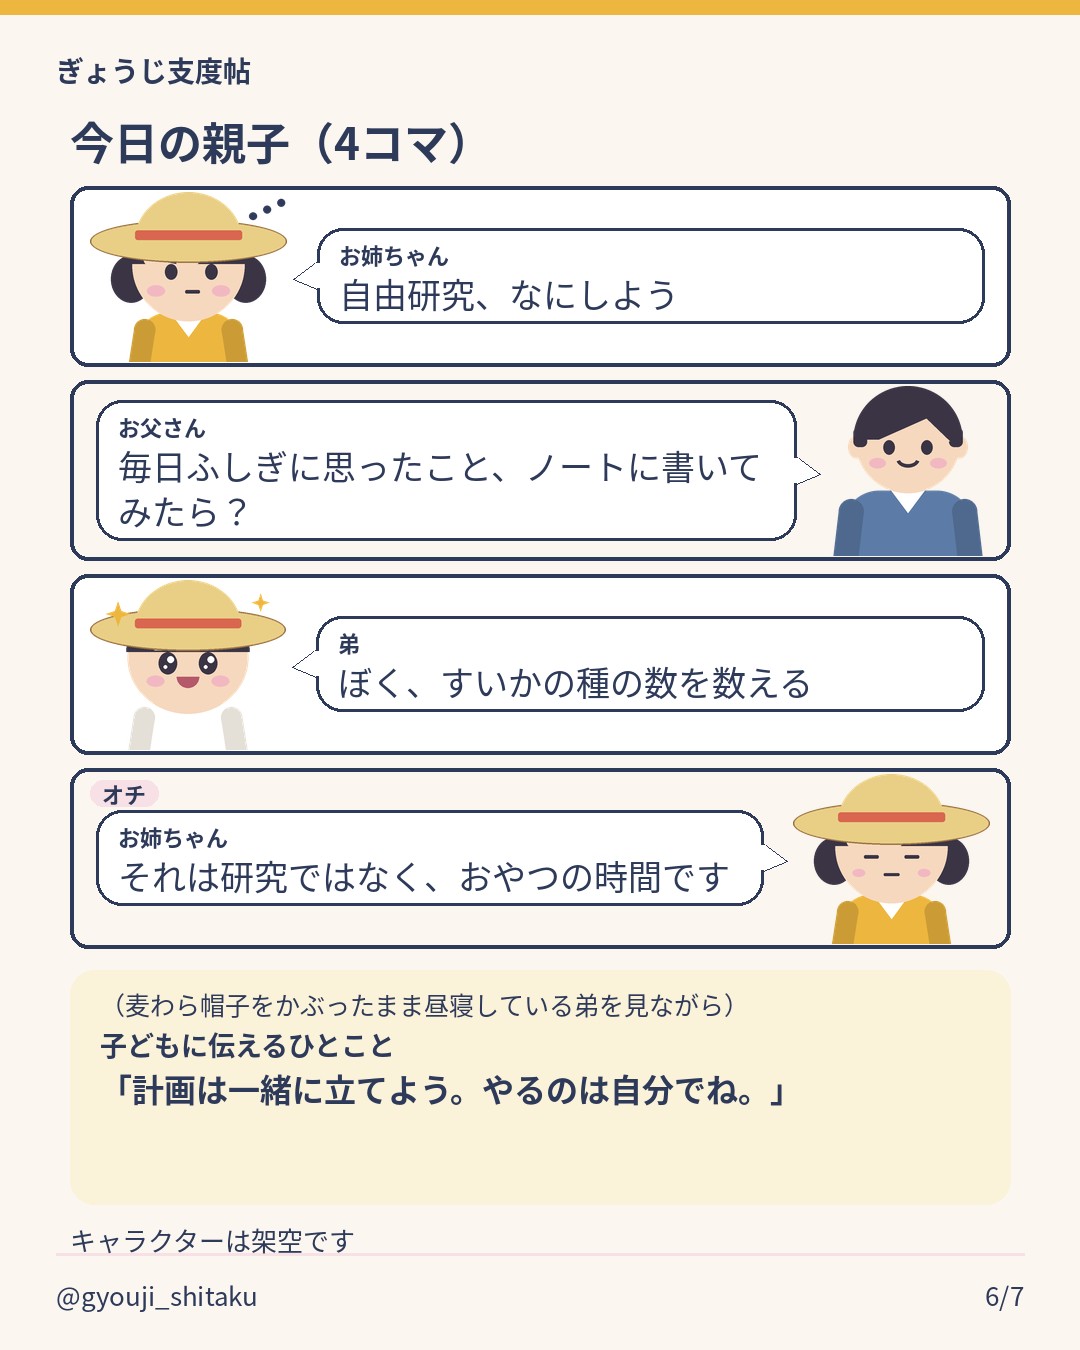 ぎょうじ支度帖
今日の親子（4コマ）
お姉ちゃん
自由研究、なにしよう
お父さん
毎日ふしぎに思ったこと、ノートに書いて
みたら？
弟
ぼく、すいかの種の数を数える
オチ
お姉ちゃん
それは研究ではなく、おやつの時間です
（麦わら帽子をかぶったまま昼寝している弟を見ながら）
子どもに伝えるひとこと
「計画は一緒に立てよう。やるのは自分でね。」
キャラクターは架空です
@gyouji_shitaku
6/7